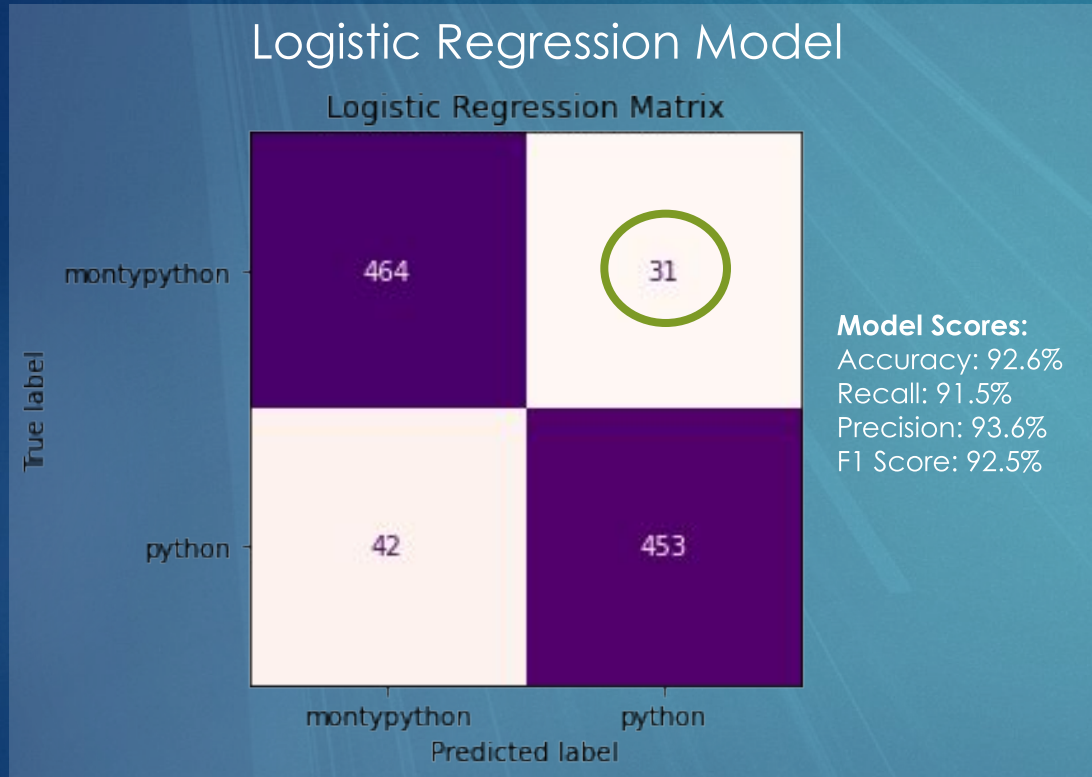 Logistic Regression Model
Logistic Regression Matrix
True label
montypython
464
31
python
42
453
montypython
python
Predicted label
Model Scores:
Accuracy: 92.6%
Recall: 91.5%
Precision: 93.6%
F1 Score: 92.5%